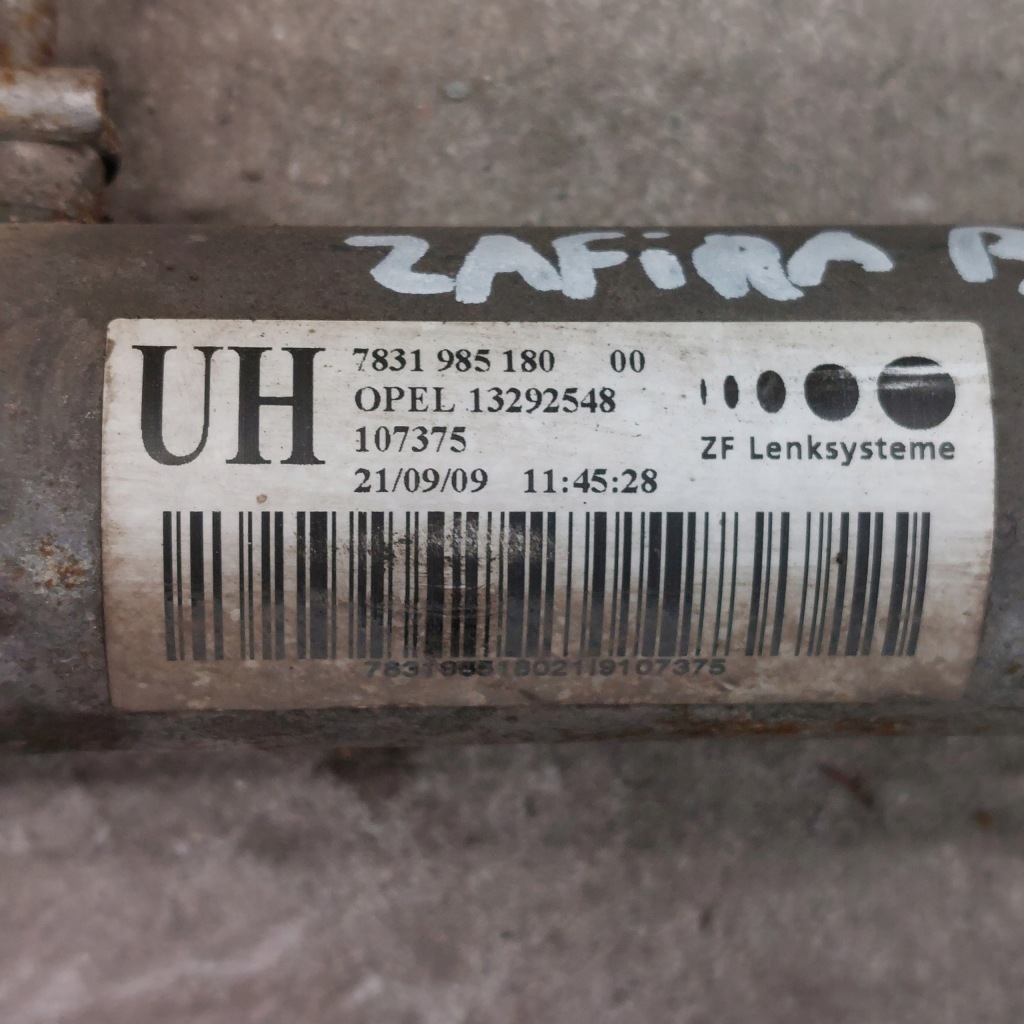 ZAFiRA B
UH
7831 985 180 00
OPEL 13292548
107375
21/09/09 11:45:28
ZF Lenksysteme